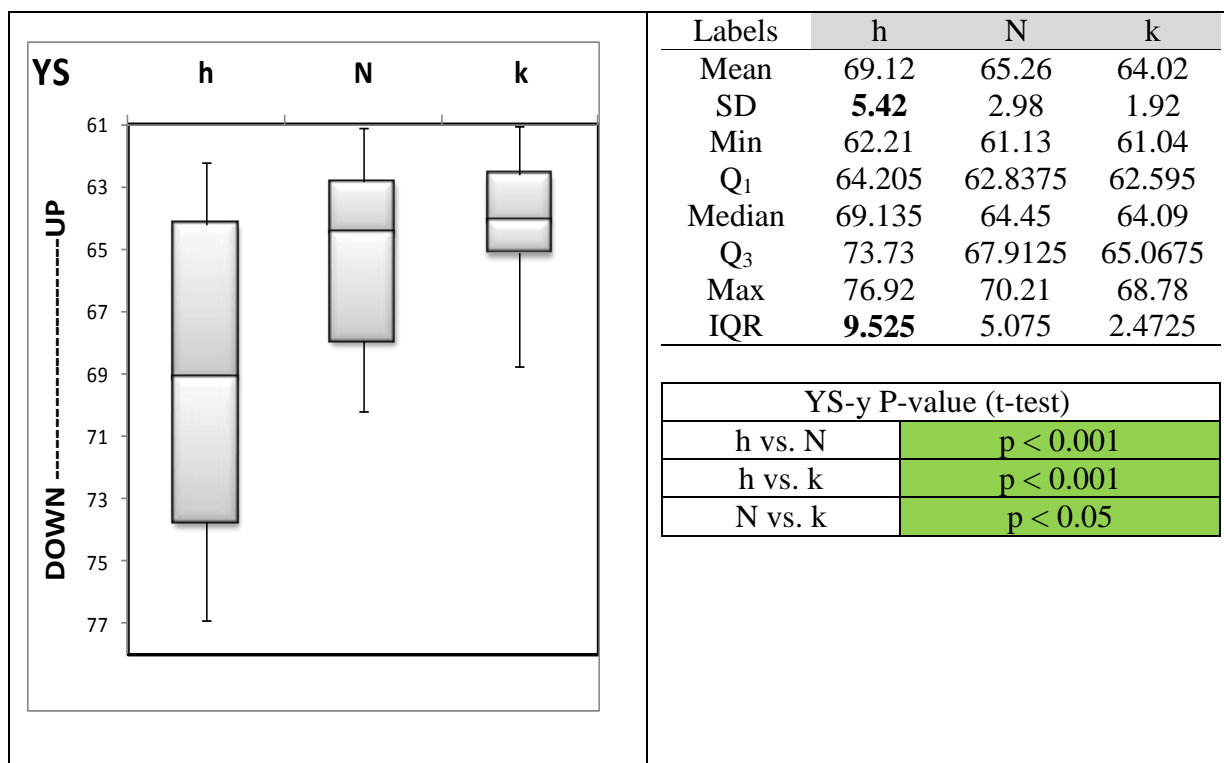 YS h N k
61
63
65
67
69
71
73
75
77
DOWN ------------------------UP
Labels h N k
Mean 69.12 65.26 64.02
SD 5.42 2.98 1.92
Min 62.21 61.13 61.04
Q₁ 64.205 62.8375 62.595
Median 69.135 64.45 64.09
Q₃ 73.73 67.9125 65.0675
Max 76.92 70.21 68.78
IQR 9.525 5.075 2.4725
YS-y P-value (t-test)
h vs. N p < 0.001
h vs. k p < 0.001
N vs. k p < 0.05